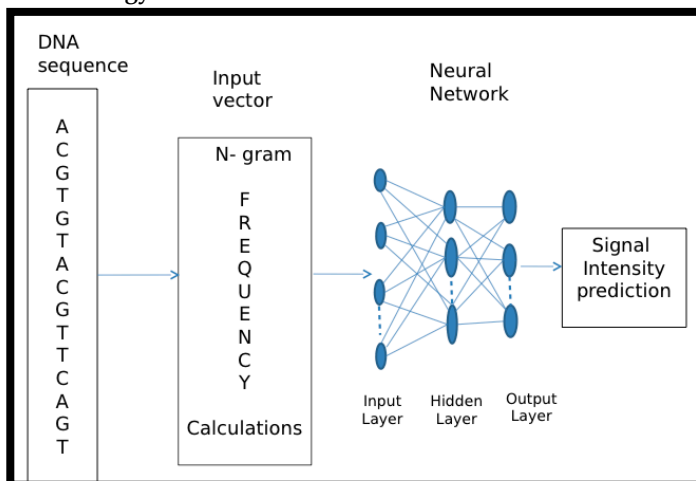 DNA
sequence
A
C
G
T
G
T
A
C
G
T
T
C
A
G
T
Input
vector
N- gram
F
R
E
Q
U
E
N
C
Y
Calculations
Neural
Network
Input
Layer
Hidden
Layer
Output
Layer
Signal
Intensity
prediction